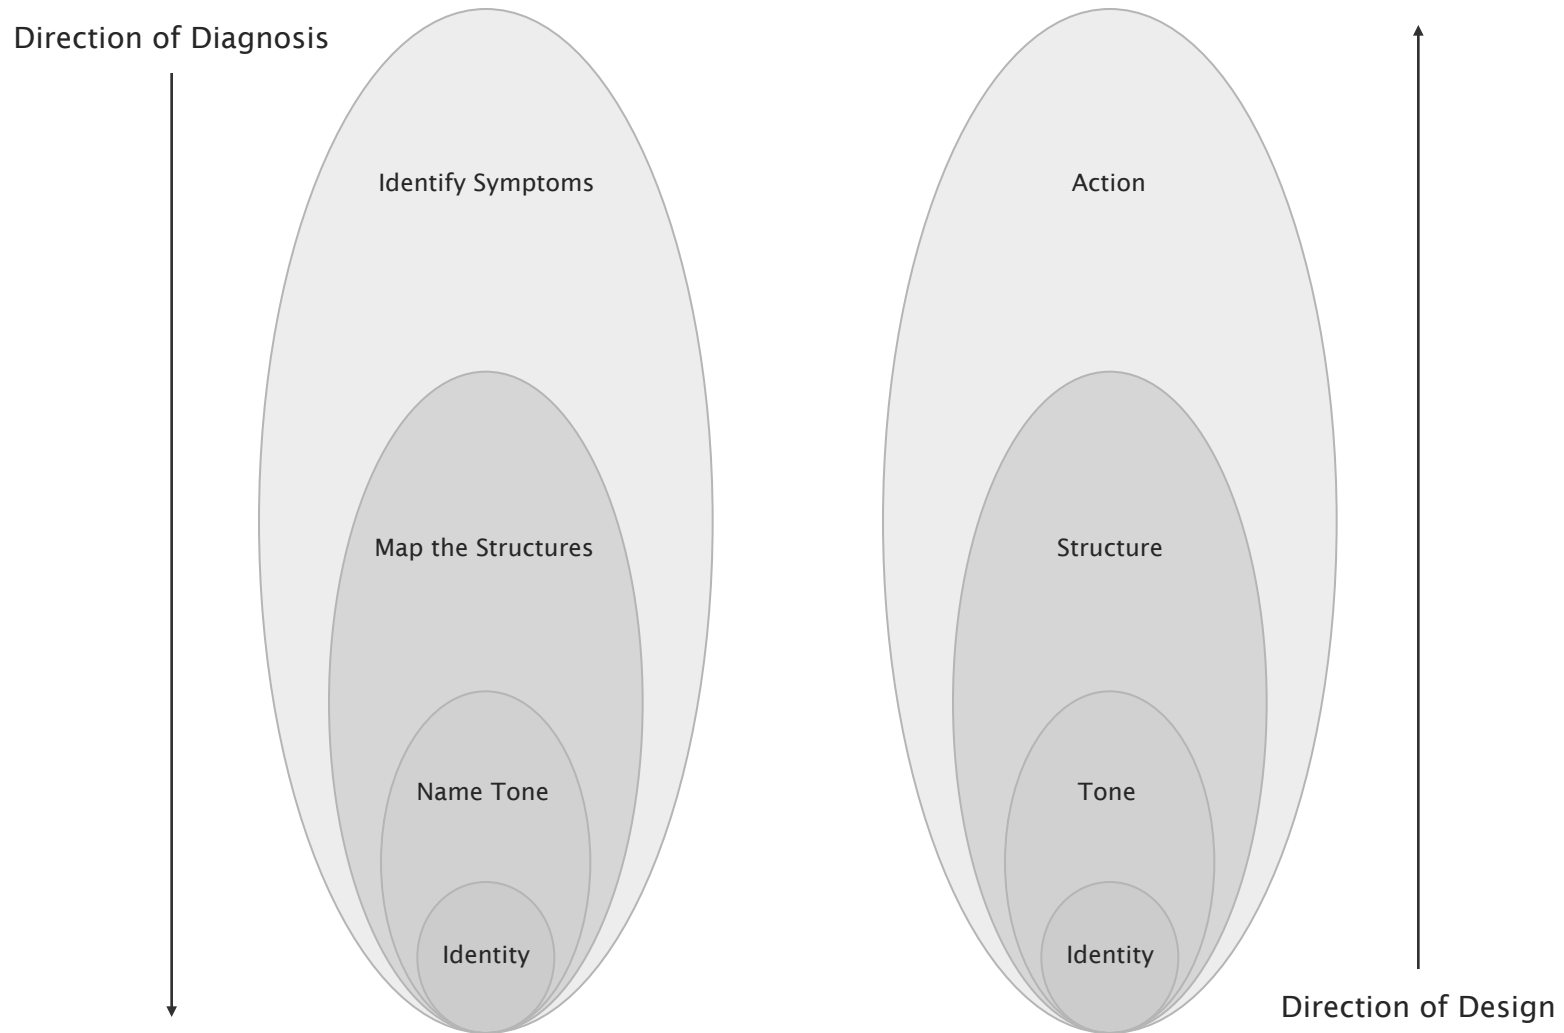 Direction of Diagnosis
Identify Symptoms
Map the Structures
Name Tone
Identity
Action
Structure
Tone
Identity
Direction of Design